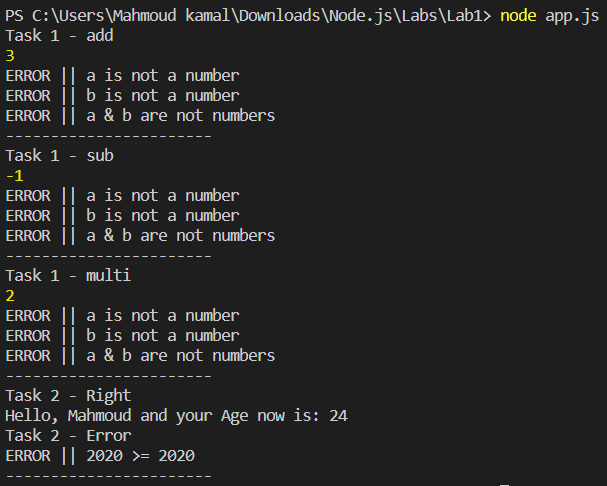 PS C:\Users\Mahmoud kamal\Downloads\Node.js\Labs\Lab1> node app.js
Task 1 - add
3
ERROR || a is not a number
ERROR || b is not a number
ERROR || a & b are not numbers
-----------------------
Task 1 - sub
-1
ERROR || a is not a number
ERROR || b is not a number
ERROR || a & b are not numbers
-----------------------
Task 1 - multi
2
ERROR || a is not a number
ERROR || b is not a number
ERROR || a & b are not numbers
-----------------------
Task 2 - Right
Hello, Mahmoud and your Age now is: 24
Task 2 - Error
ERROR || 2020 >= 2020
-----------------------